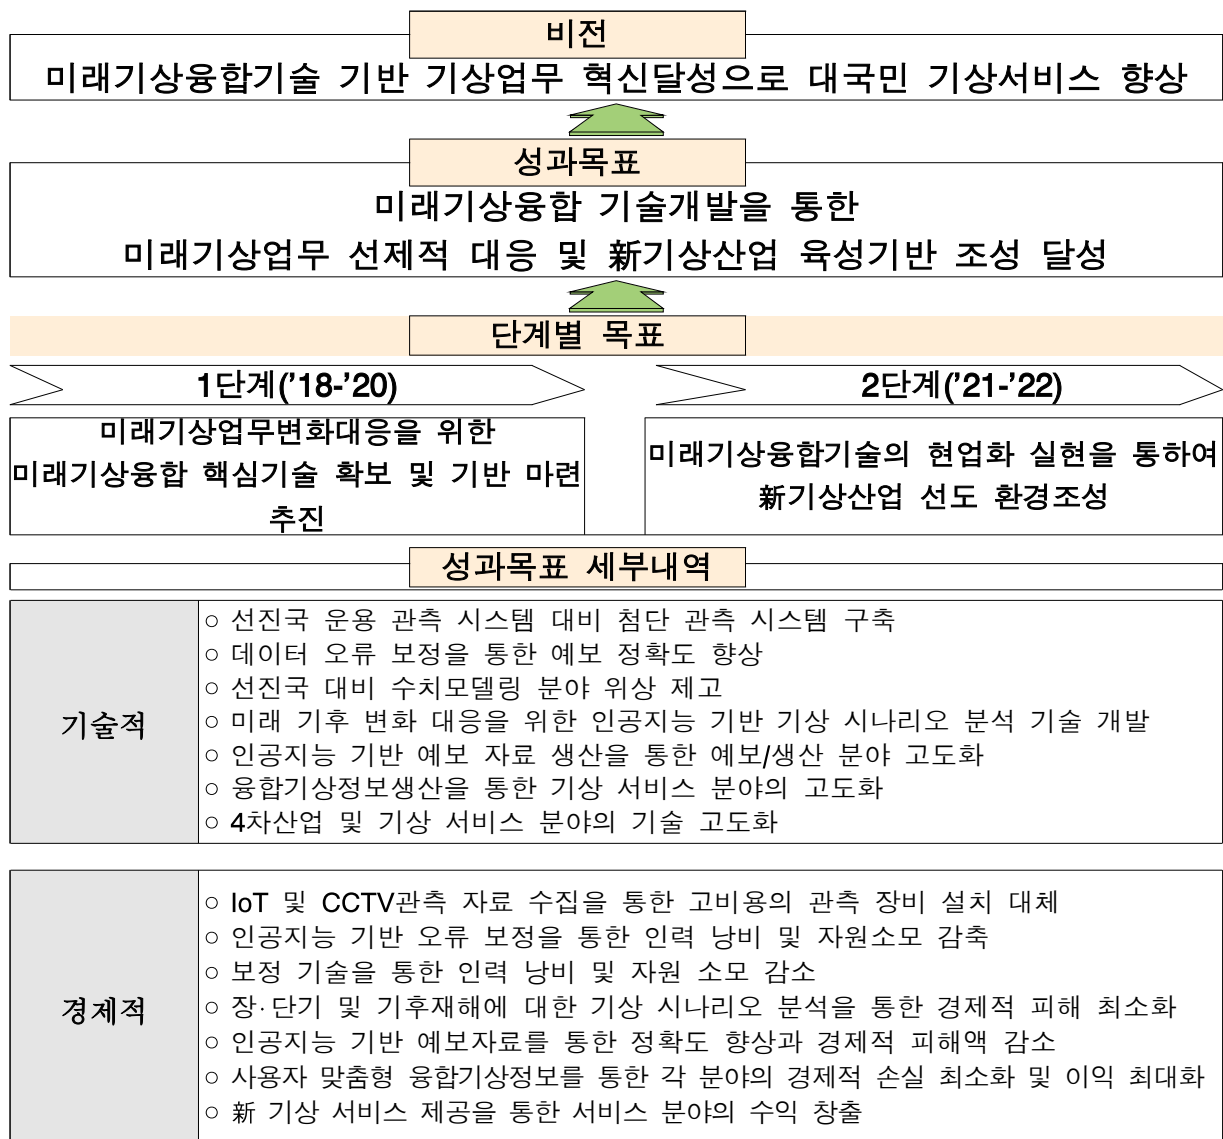 비전
미래기상융합기술 기반 기상업무 혁신달성으로 대국민 기상서비스 향상
성과목표
미래기상융합 기술개발을 통한
미래기상업무 선제적 대응 및 新기상산업 육성기반 조성 달성
단계별 목표
1단계('18-'20)
미래기상업무변화대응을 위한
미래기상융합 핵심기술 확보 및 기반 마련
추진
2단계('21-'22)
미래기상융합기술의 현업화 실현을 통하여
新기상산업 선도 환경조성
성과목표 세부내역
기술적
○ 선진국 운용 관측 시스템 대비 첨단 관측 시스템 구축
○ 데이터 오류 보정을 통한 예보 정확도 향상
○ 선진국 대비 수치모델링 분야 위상 제고
○ 미래 기후 변화 대응을 위한 인공지능 기반 기상 시나리오 분석 기술 개발
○ 인공지능 기반 예보 자료 생산을 통한 예보/생산 분야 고도화
○ 융합기상정보생산을 통한 기상 서비스 분야의 고도화
○ 4차산업 및 기상 서비스 분야의 기술 고도화
경제적
○ IoT 및 CCTV관측 자료 수집을 통한 고비용의 관측 장비 설치 대체
○ 인공지능 기반 오류 보정을 통한 인력 낭비 및 자원소모 감축
○ 보정 기술을 통한 인력 낭비 및 자원 소모 감소
○ 장·단기 및 기후재해에 대한 기상 시나리오 분석을 통한 경제적 피해 최소화
○ 인공지능 기반 예보자료를 통한 정확도 향상과 경제적 피해액 감소
○ 사용자 맞춤형 융합기상정보를 통한 각 분야의 경제적 손실 최소화 및 이익 최대화
○ 新 기상 서비스 제공을 통한 서비스 분야의 수익 창출